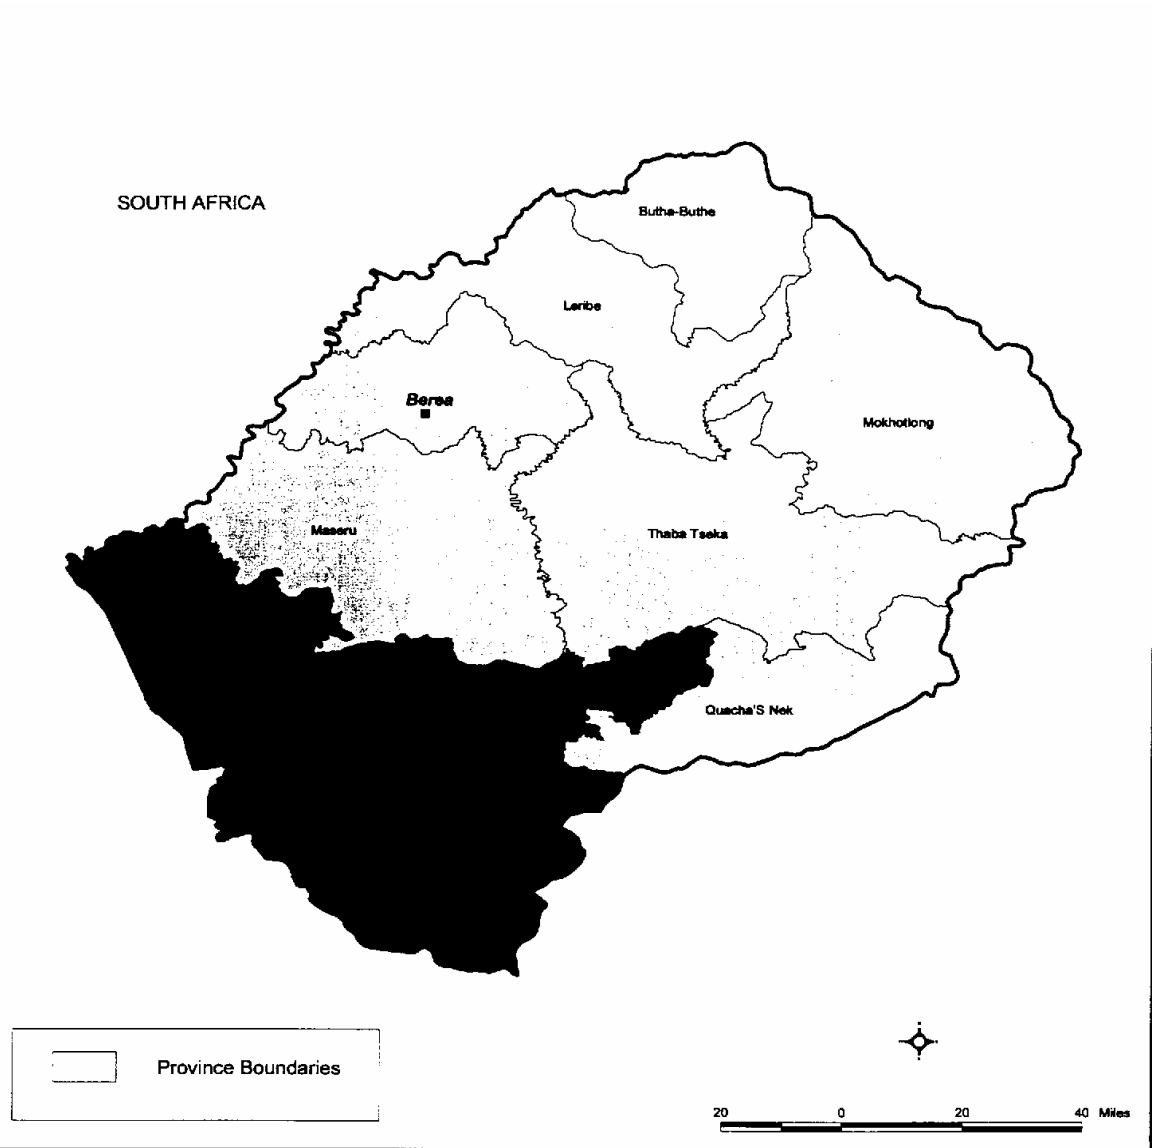 SOUTH AFRICA
Butha-Buthe
Leribe
Berea
Mokhotlong
Maseru
Thaba Tseka
Quacha'S Nek
Province Boundaries
20 0 20 40 Miles